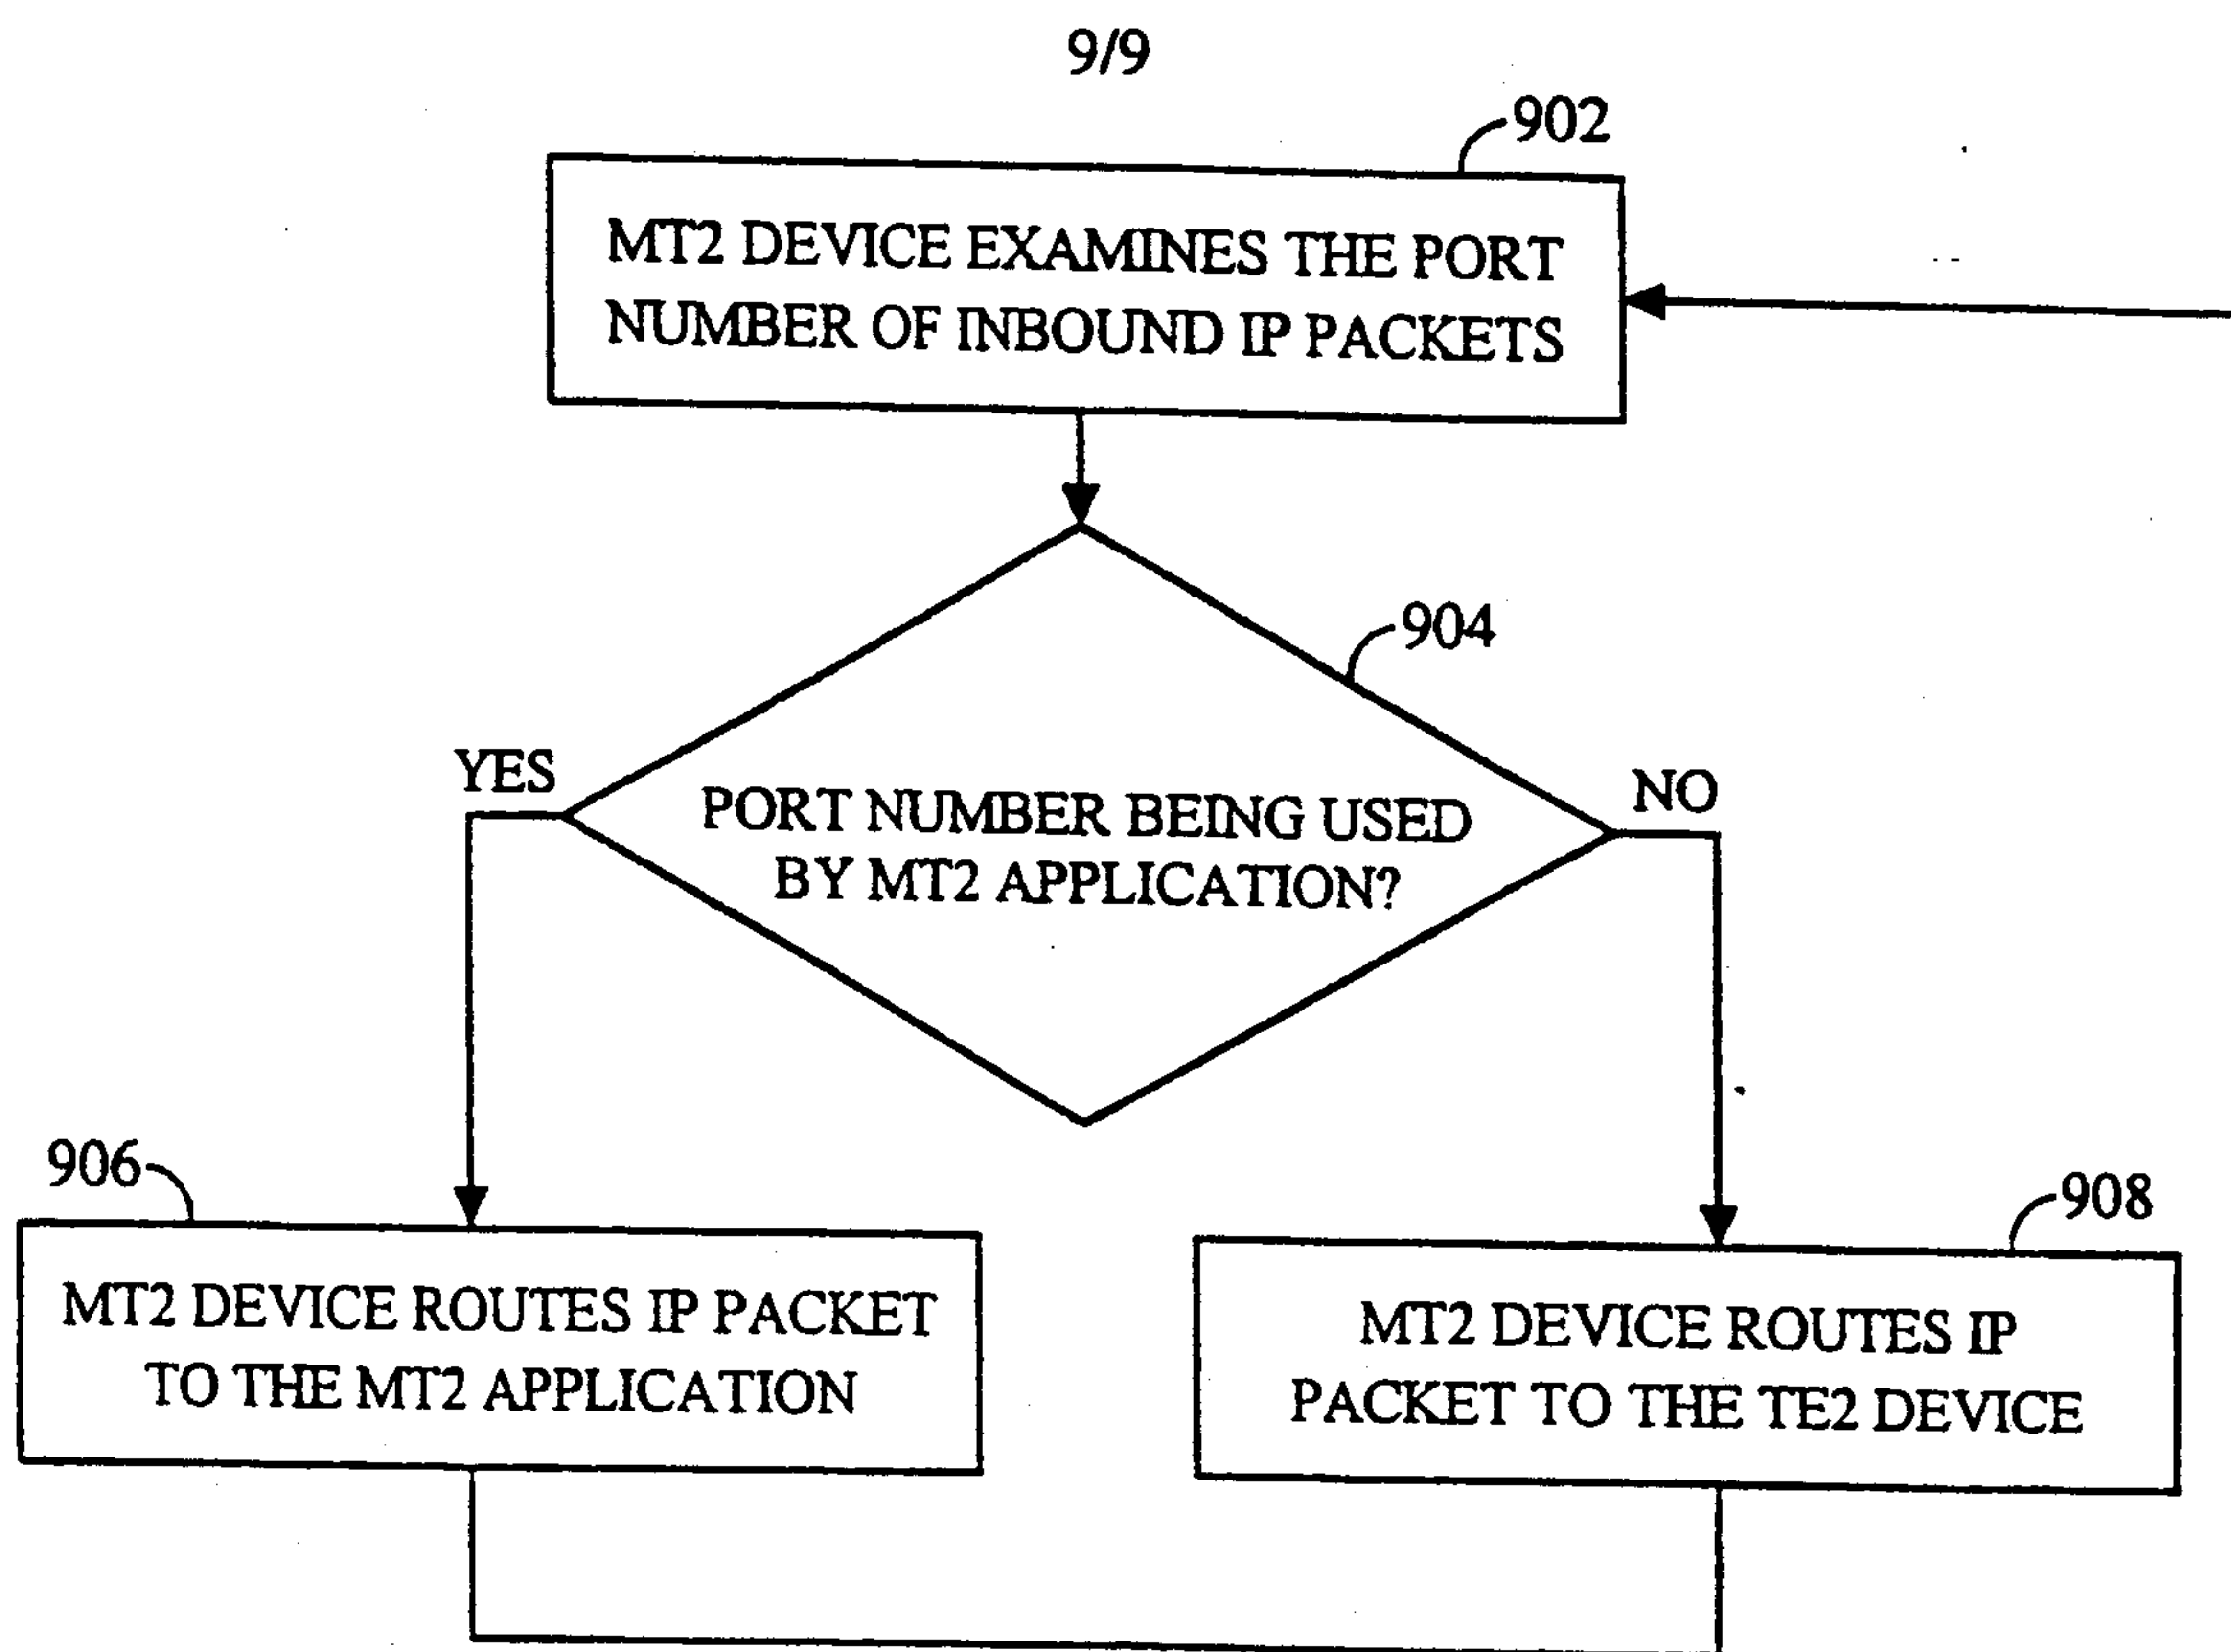 9/9
902
MT2 DEVICE EXAMINES THE PORT
NUMBER OF INBOUND IP PACKETS
904
YES
NO
PORT NUMBER BEING USED
BY MT2 APPLICATION?
906
908
MT2 DEVICE ROUTES IP PACKET
TO THE MT2 APPLICATION
MT2 DEVICE ROUTES IP
PACKET TO THE TE2 DEVICE